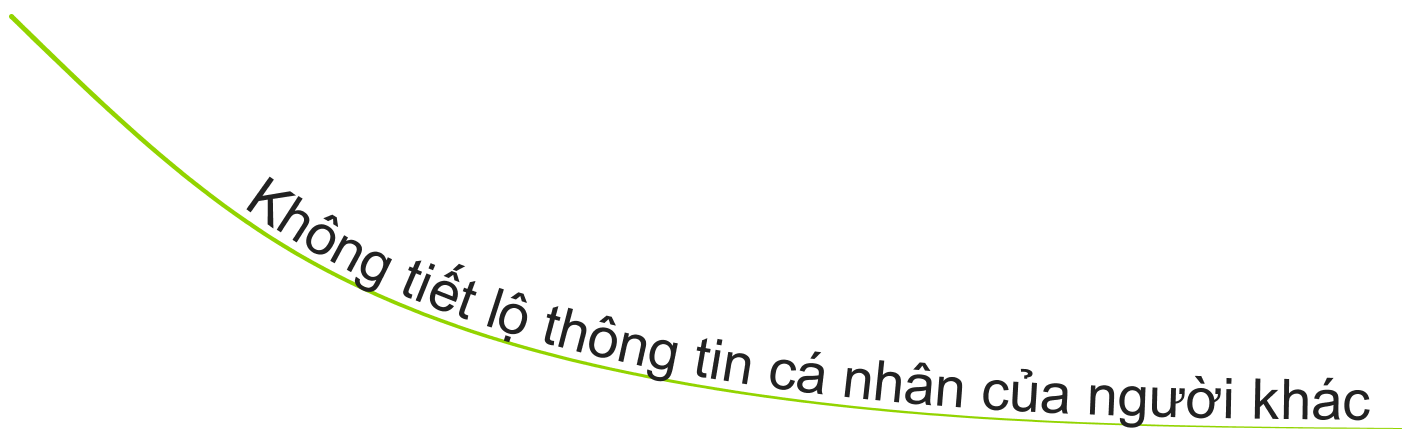 Không tiết lộ thông tin cá nhân của người khác